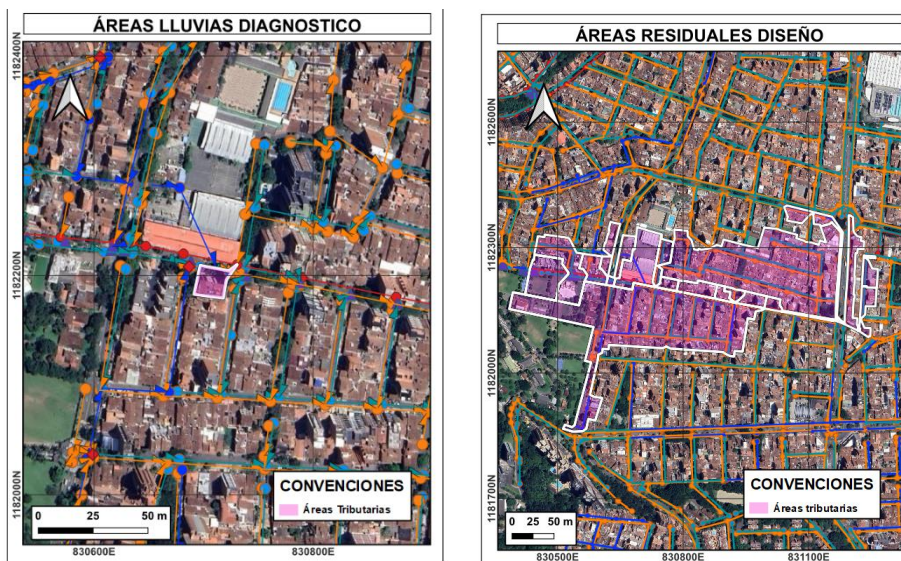 ÁREAS LLUVIAS DIAGNOSTICO
1182400N
1182200N
1182000N
CONVENCIONES
Áreas Tributarias
0 25 50 m
830600E 830800E
ÁREAS RESIDUALES DISEÑO
1182600N
1182300N
1182000N
1181700N
CONVENCIONES
Áreas tributarias
0 25 50 m
830500E 830800E 831100E